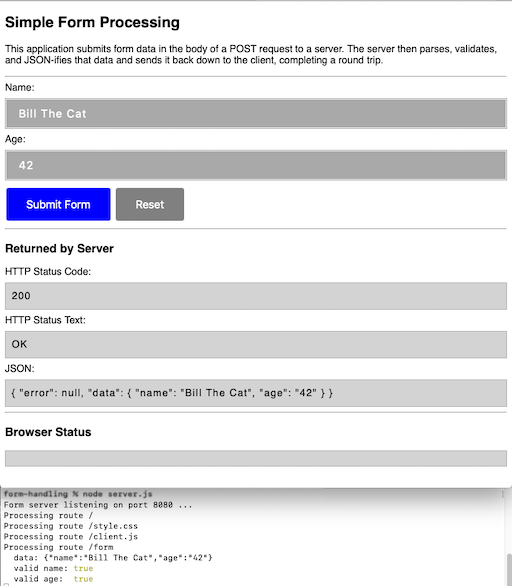 Simple Form Processing
This application submits form data in the body of a POST request to a server. The server then parses, validates,
and JSON-ifies that data and sends it back down to the client, completing a round trip.
Name:
Bill The Cat
Age:
42
Submit Form Reset
Returned by Server
HTTP Status Code:
200
HTTP Status Text:
OK
JSON:
{ "error": null, "data": { "name": "Bill The Cat", "age": "42" } }
Browser Status
form-handling % node server.js
Form server listening on port 8080 ...
Processing route /
Processing route /style.css
Processing route /client.js
Processing route /form
data: {"name":"Bill The Cat","age":"42"}
valid name: true
valid age: true